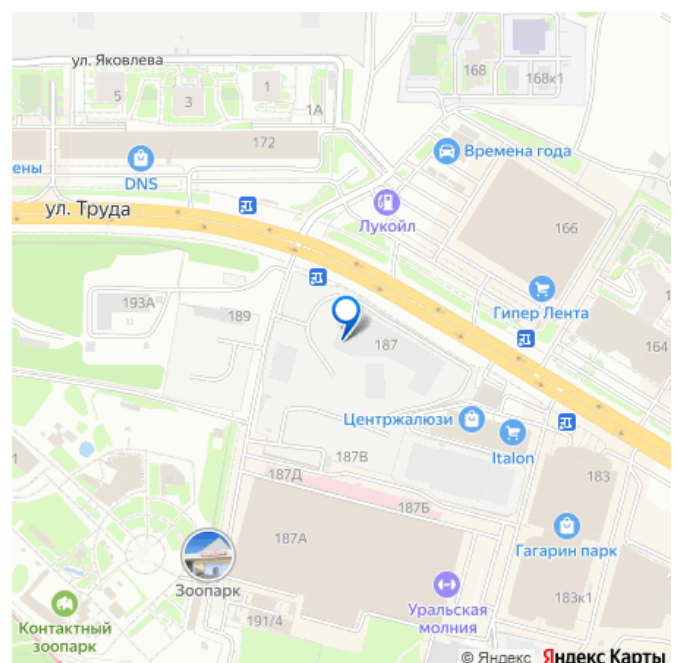 ул. Яковлева
168
168к1
5
3
1
1А
172
Времена года
ены
DNS
ул. Труда
Лукойл
166
193А
189
Гипер Лента
187
164
Центржалюзи
Italon
187В
187Д
183
187Б
187А
Гагарин парк
Зоопарк
Контактный
зоопарк
191/4
Уральская
молния
183к1
© Яндекс Яндекс Карты